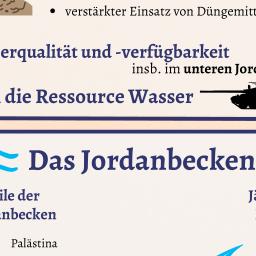 • verstärkter Einsatz von Düngemitt
erqualität und -verfügbarkeit
insb. im unteren Jor
die Ressource Wasser
Das Jordanbecken
ile der
nbecken
Palästina